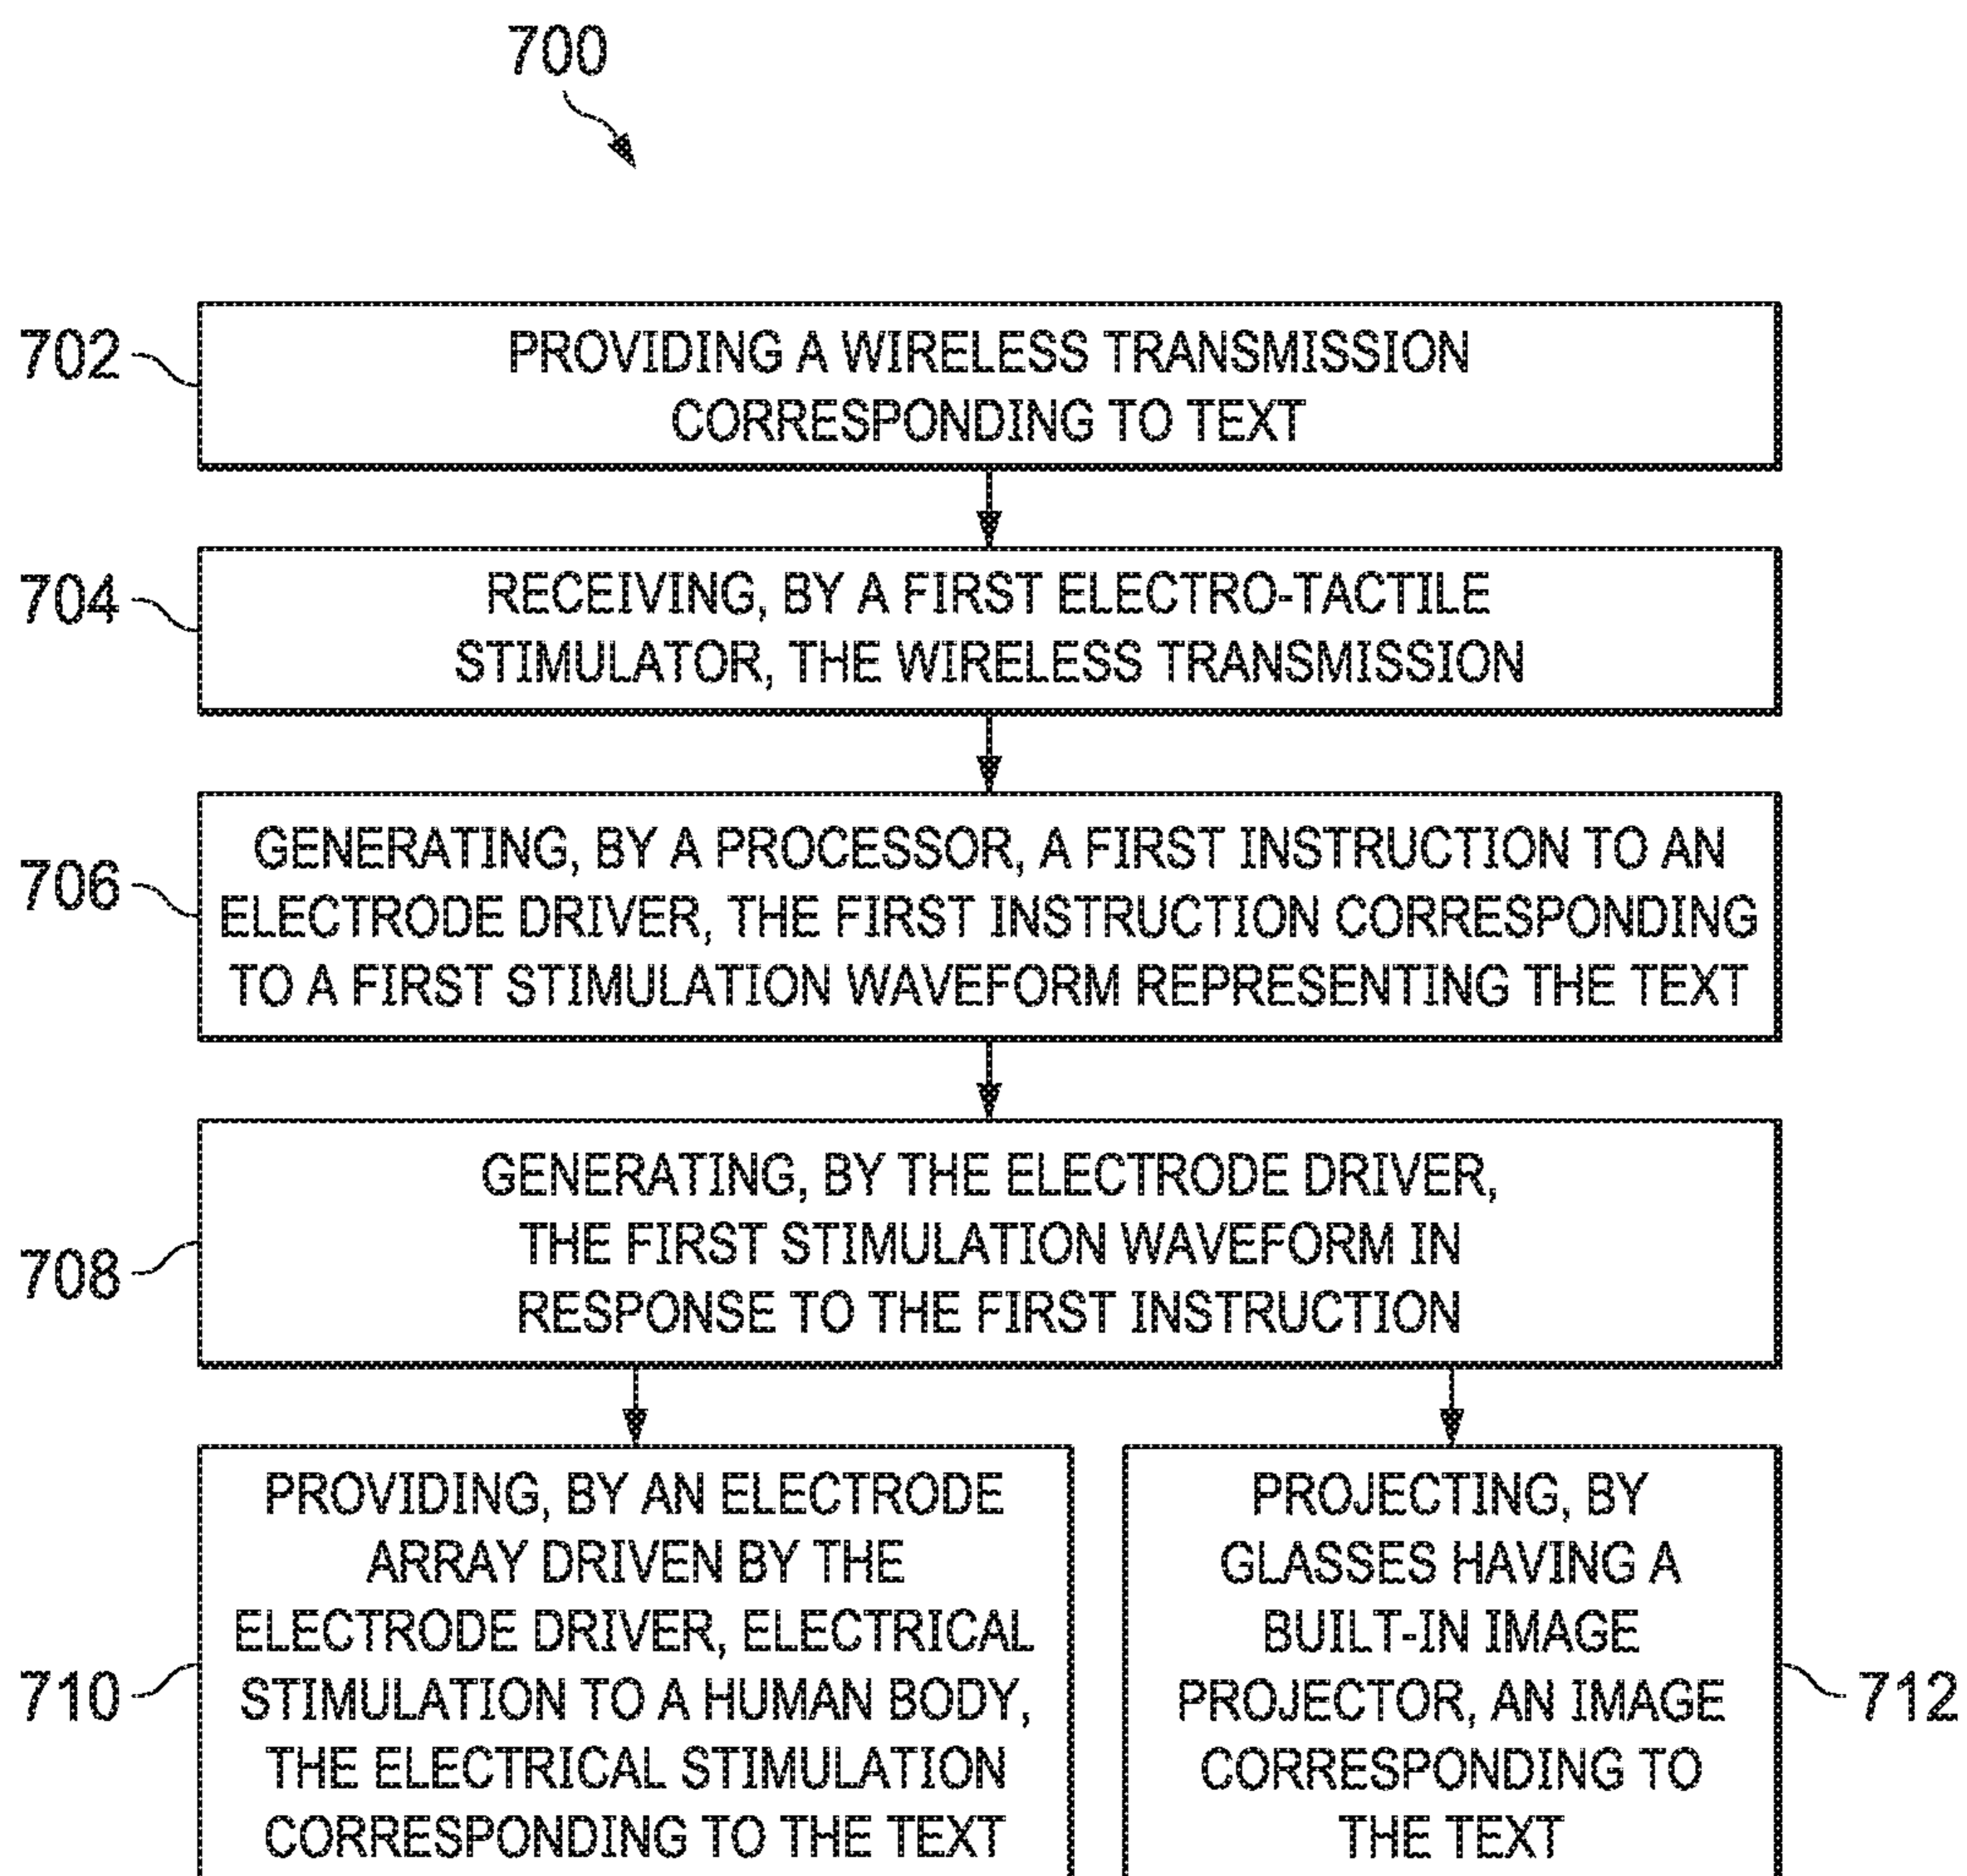 700
702
PROVIDING A WIRELESS TRANSMISSION
CORRESPONDING TO TEXT
704
RECEIVING, BY A FIRST ELECTRO-TACTILE
STIMULATOR, THE WIRELESS TRANSMISSION
706
GENERATING, BY A PROCESSOR, A FIRST INSTRUCTION TO AN
ELECTRODE DRIVER, THE FIRST INSTRUCTION CORRESPONDING
TO A FIRST STIMULATION WAVEFORM REPRESENTING THE TEXT
708
GENERATING, BY THE ELECTRODE DRIVER,
THE FIRST STIMULATION WAVEFORM IN
RESPONSE TO THE FIRST INSTRUCTION
710
PROVIDING, BY AN ELECTRODE
ARRAY DRIVEN BY THE
ELECTRODE DRIVER, ELECTRICAL
STIMULATION TO A HUMAN BODY,
THE ELECTRICAL STIMULATION
CORRESPONDING TO THE TEXT
PROJECTING, BY
GLASSES HAVING A
BUILT-IN IMAGE
PROJECTOR, AN IMAGE
CORRESPONDING TO
THE TEXT
712